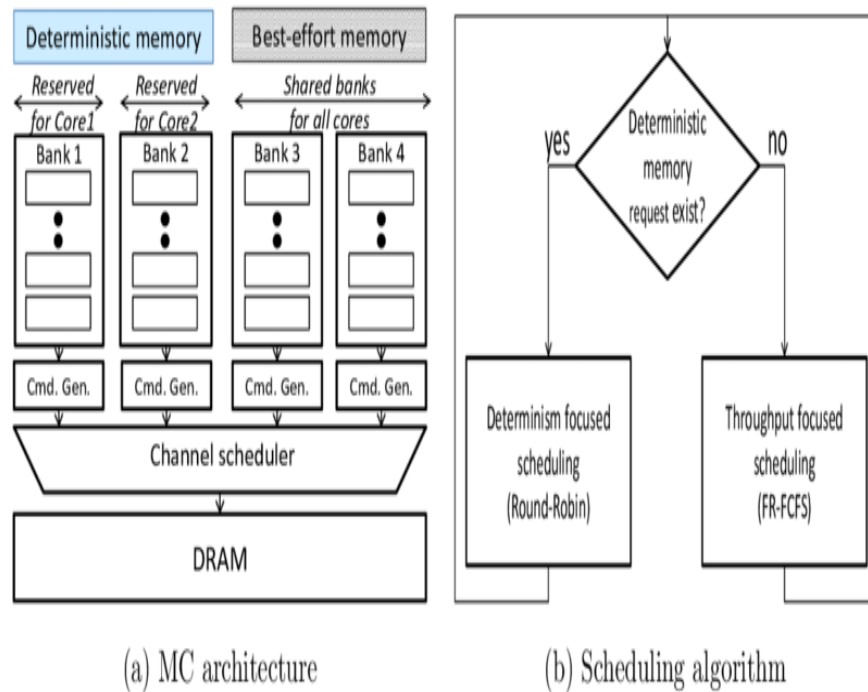 Deterministic memory
Best-effort memory
Reserved
for Core1
Reserved
for Core2
Shared banks
for all cores
Bank 1
Bank 2
Bank 3
Bank 4
Cmd. Gen.
Cmd. Gen.
Cmd. Gen.
Cmd. Gen.
Channel scheduler
DRAM
(a) MC architecture
Deterministic
memory
request exist?
yes
no
Determinism focused
scheduling
(Round-Robin)
Throughput focused
scheduling
(FR-FCFS)
(b) Scheduling algorithm